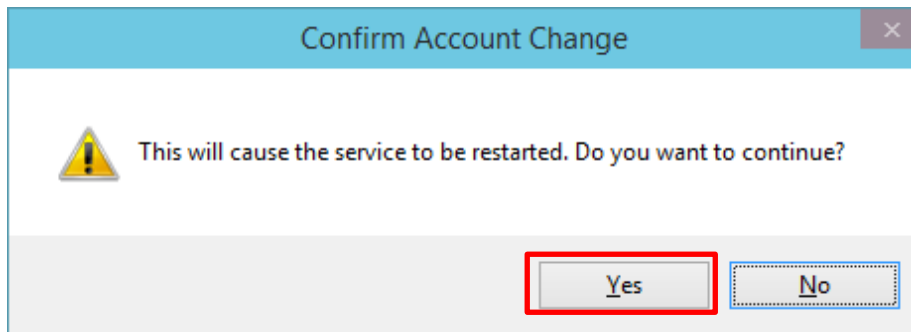 Confirm Account Change
This will cause the service to be restarted. Do you want to continue?
Yes
No